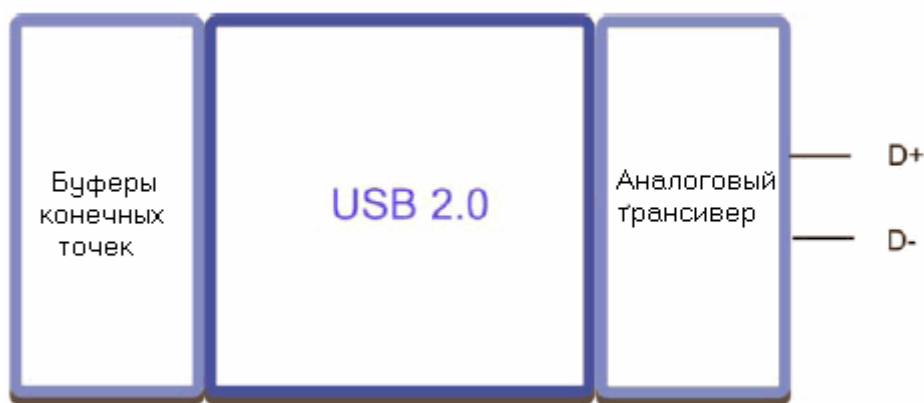 Буферы
конечных
точек
USB 2.0
Аналоговый
трансивер
D+
D-